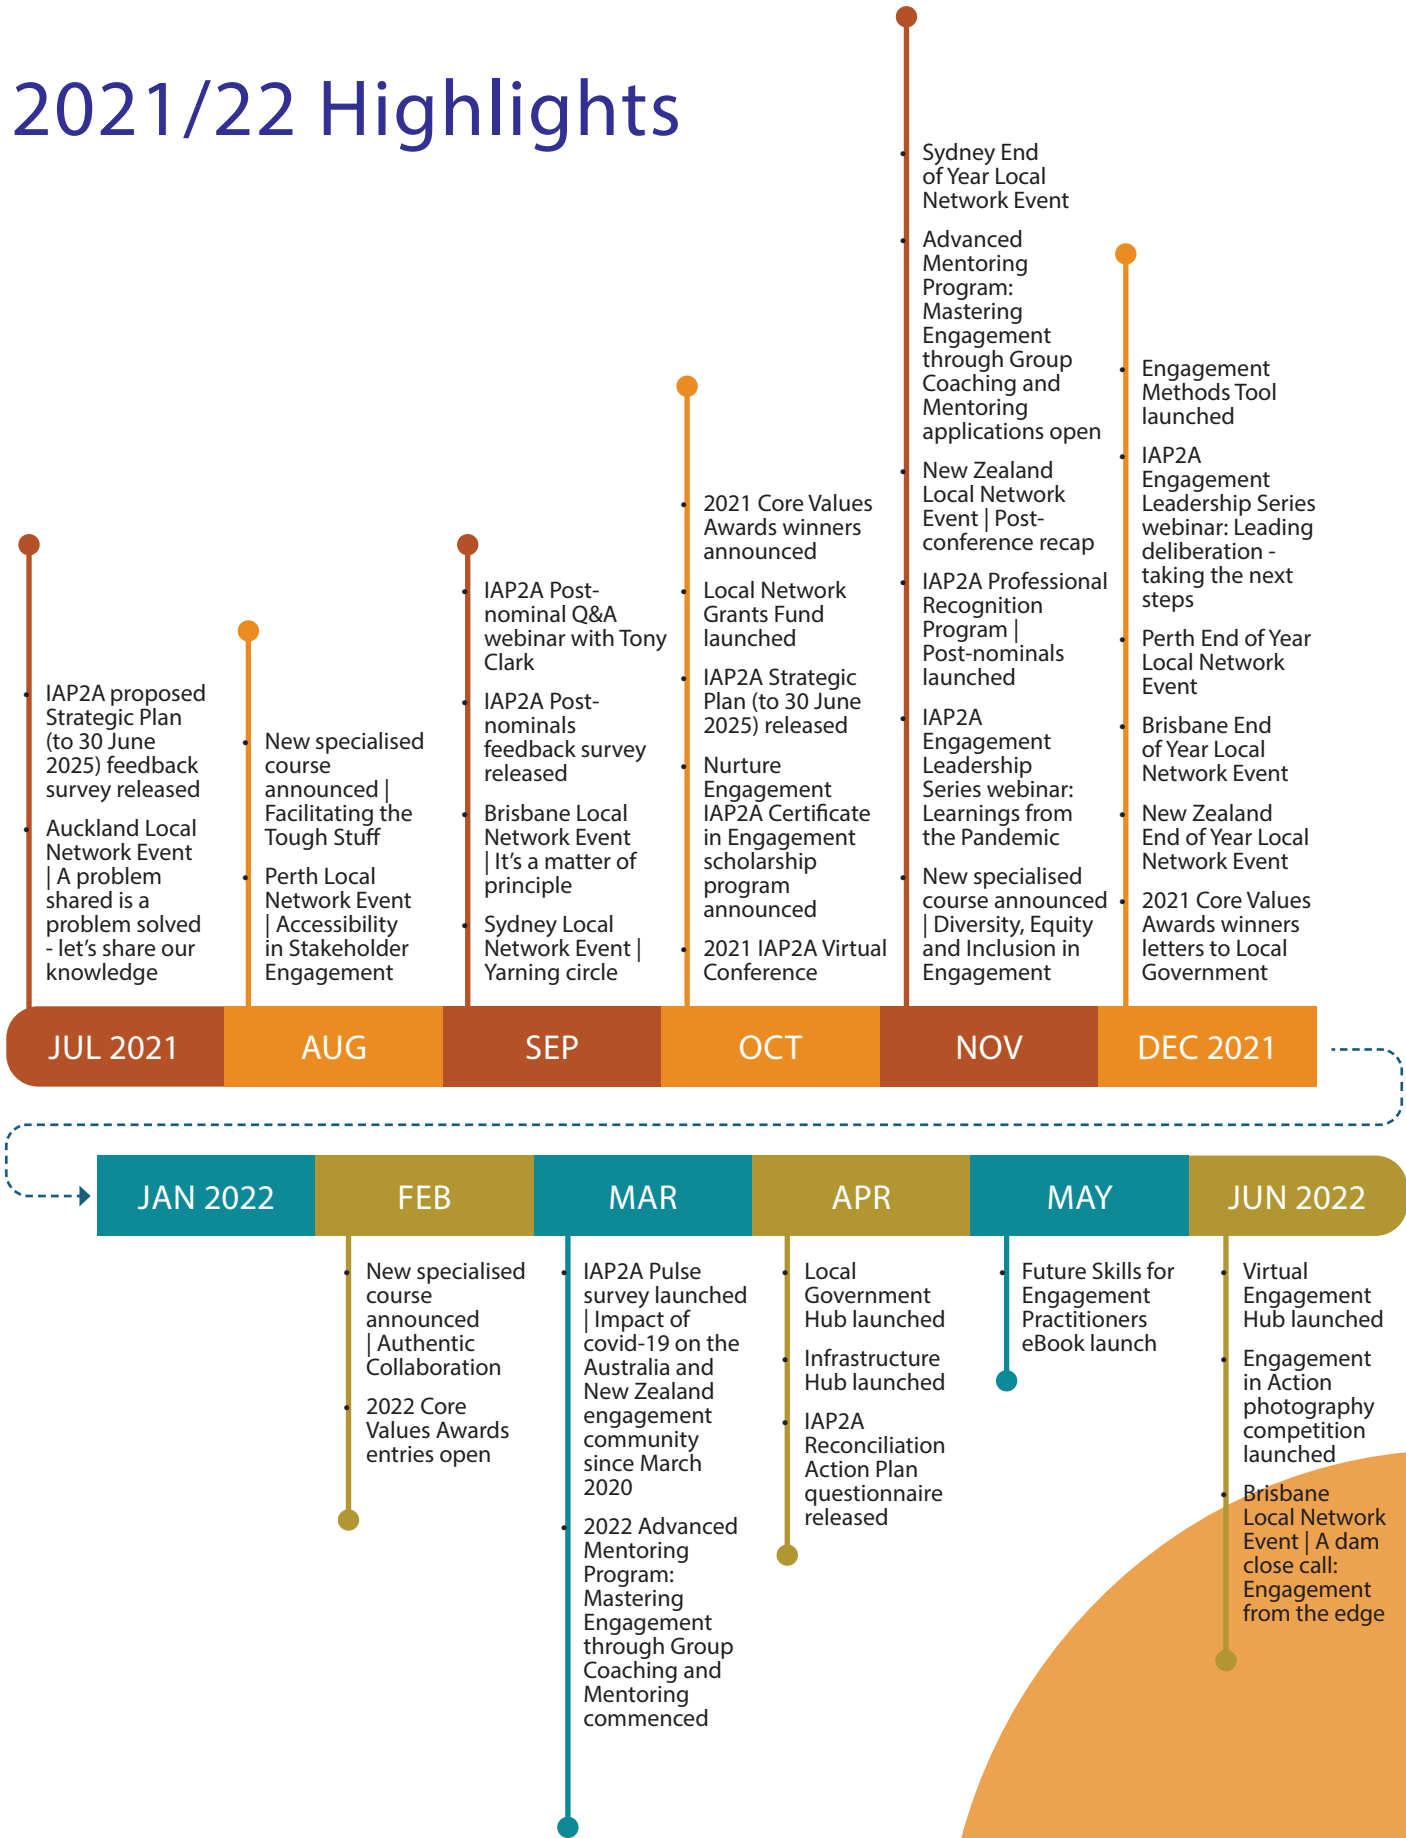 2021/22 Highlights
• IAP2A proposed
Strategic Plan
(to 30 June
2025) feedback
survey released
• Auckland Local
Network Event
| A problem
shared is a
problem solved
- let’s share our
knowledge
• New specialised
course
announced |
Facilitating the
Tough Stuff
• Perth Local
Network Event
| Accessibility
in Stakeholder
Engagement
• IAP2A Post-
nominal Q&A
webinar with Tony
Clark
• IAP2A Post-
nominals
feedback survey
released
• Brisbane Local
Network Event
| It’s a matter of
principle
• Sydney Local
Network Event |
Yarning circle
• 2021 Core Values
Awards winners
announced
• Local Network
Grants Fund
launched
• IAP2A Strategic
Plan (to 30 June
2025) released
• Nurture
Engagement
IAP2A Certificate
in Engagement
scholarship
program
announced
• 2021 IAP2A Virtual
Conference
• Sydney End
of Year Local
Network Event
• Advanced
Mentoring
Program:
Mastering
Engagement
through Group
Coaching and
Mentoring
applications open
• New Zealand
Local Network
Event | Post-
conference recap
• IAP2A Professional
Recognition
Program |
Post-nominals
launched
• IAP2A
Engagement
Leadership
Series webinar:
Learnings from
the Pandemic
• New specialised
course announced
| Diversity, Equity
and Inclusion in
Engagement
• Engagement
Methods Tool
launched
• IAP2A
Engagement
Leadership Series
webinar: Leading
deliberation -
taking the next
steps
• Perth End of Year
Local Network
Event
• Brisbane End
of Year Local
Network Event
• New Zealand
End of Year Local
Network Event
• 2021 Core Values
Awards winners
letters to Local
Government
JUL 2021
AUG
SEP
OCT
NOV
DEC 2021
JAN 2022
FEB
MAR
APR
MAY
JUN 2022
• New specialised
course
announced
| Authentic
Collaboration
• 2022 Core
Values Awards
entries open
• IAP2A Pulse
survey launched
| Impact of
covid-19 on the
Australia and
New Zealand
engagement
community
since March
2020
• 2022 Advanced
Mentoring
Program:
Mastering
Engagement
through Group
Coaching and
Mentoring
commenced
• Local
Government
Hub launched
• Infrastructure
Hub launched
• IAP2A
Reconciliation
Action Plan
questionnaire
released
• Future Skills for
Engagement
Practitioners
eBook launch
• Virtual
Engagement
Hub launched
• Engagement
in Action
photography
competition
launched
• Brisbane
Local Network
Event | A dam
close call:
Engagement
from the edge